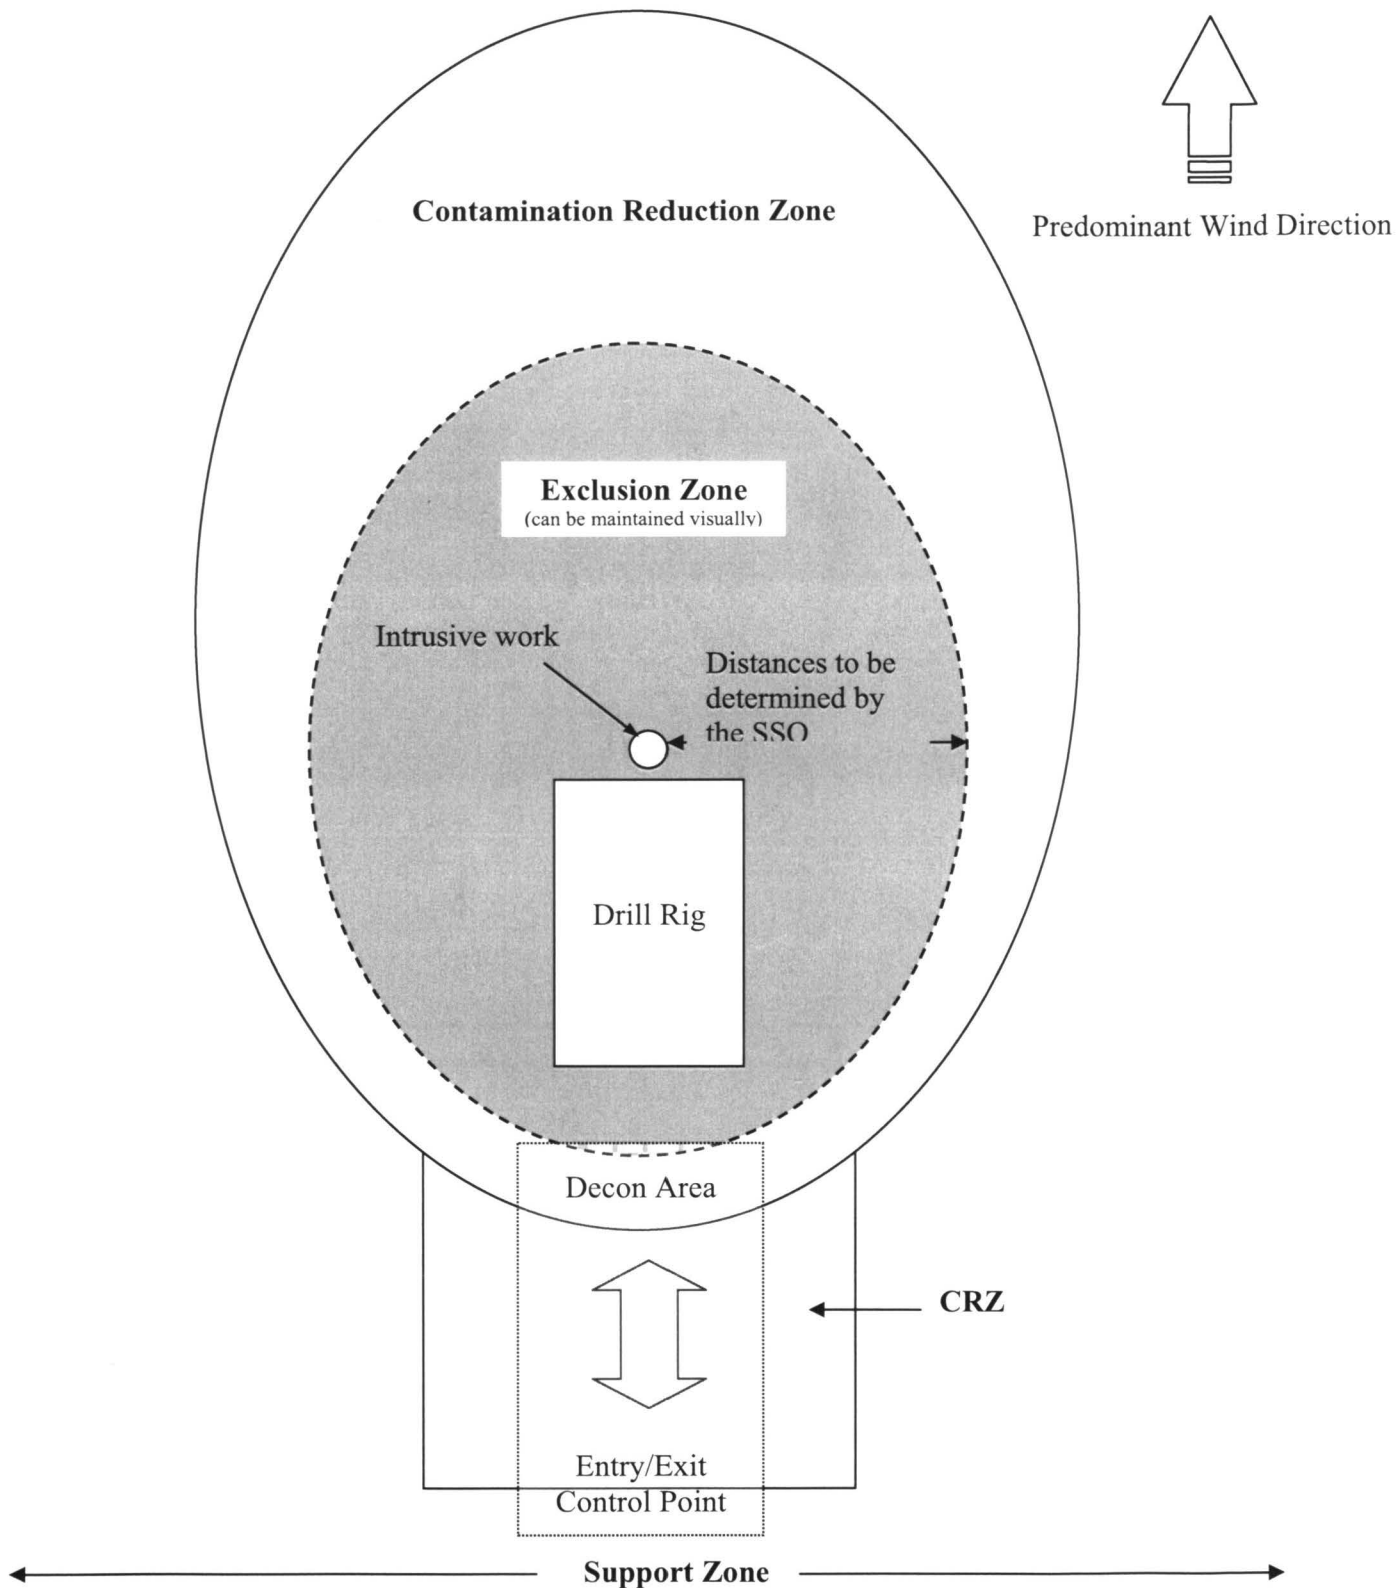 Contamination Reduction Zone
Predominant Wind Direction
Exclusion Zone
(can be maintained visually)
Intrusive work
Distances to be
determined by
the SSO
Drill Rig
Decon Area
CRZ
Entry/Exit
Control Point
Support Zone